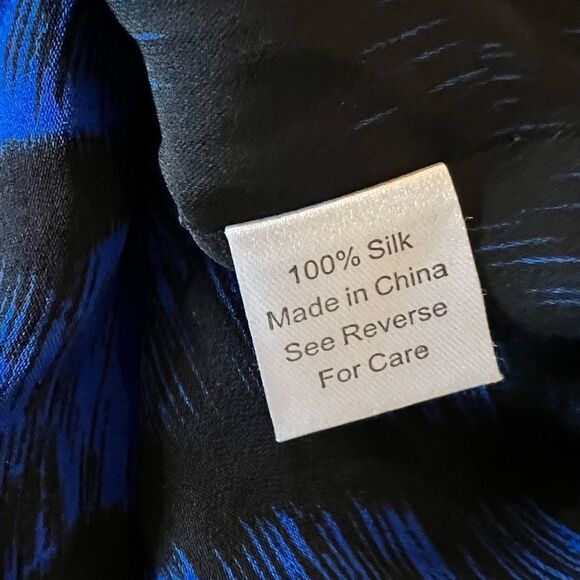 100% Silk
Made in China
See Reverse
For Care